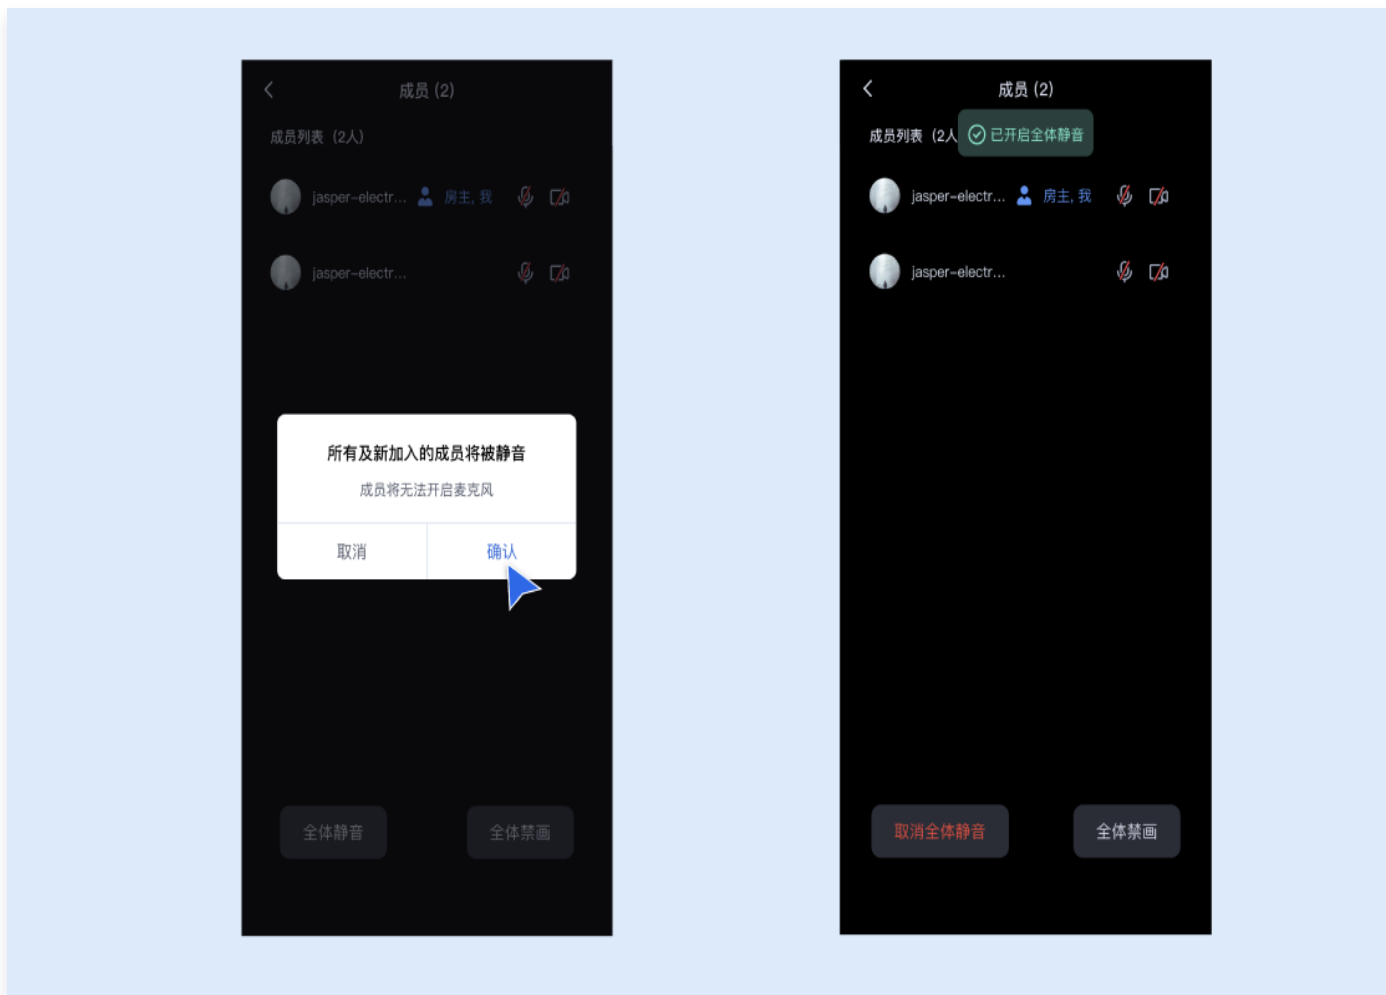 成员 (2)
成员列表（2人）
jasper-electr... 房主, 我
jasper-electr...
所有及新加入的成员将被静音
成员将无法开启麦克风
取消 确认
全体静音 全体禁画
成员 (2)
成员列表（2人
已开启全体静音
jasper-electr... 房主, 我
jasper-electr...
取消全体静音 全体禁画